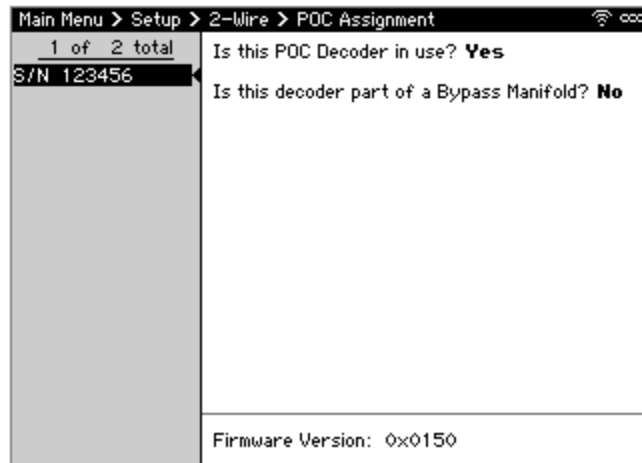 Main Menu > Setup > 2-Wire > POC Assignment
1 of 2 total
S/N 123456
Is this POC Decoder in use? Yes
Is this decoder part of a Bypass Manifold? No
Firmware Version: 0x0150